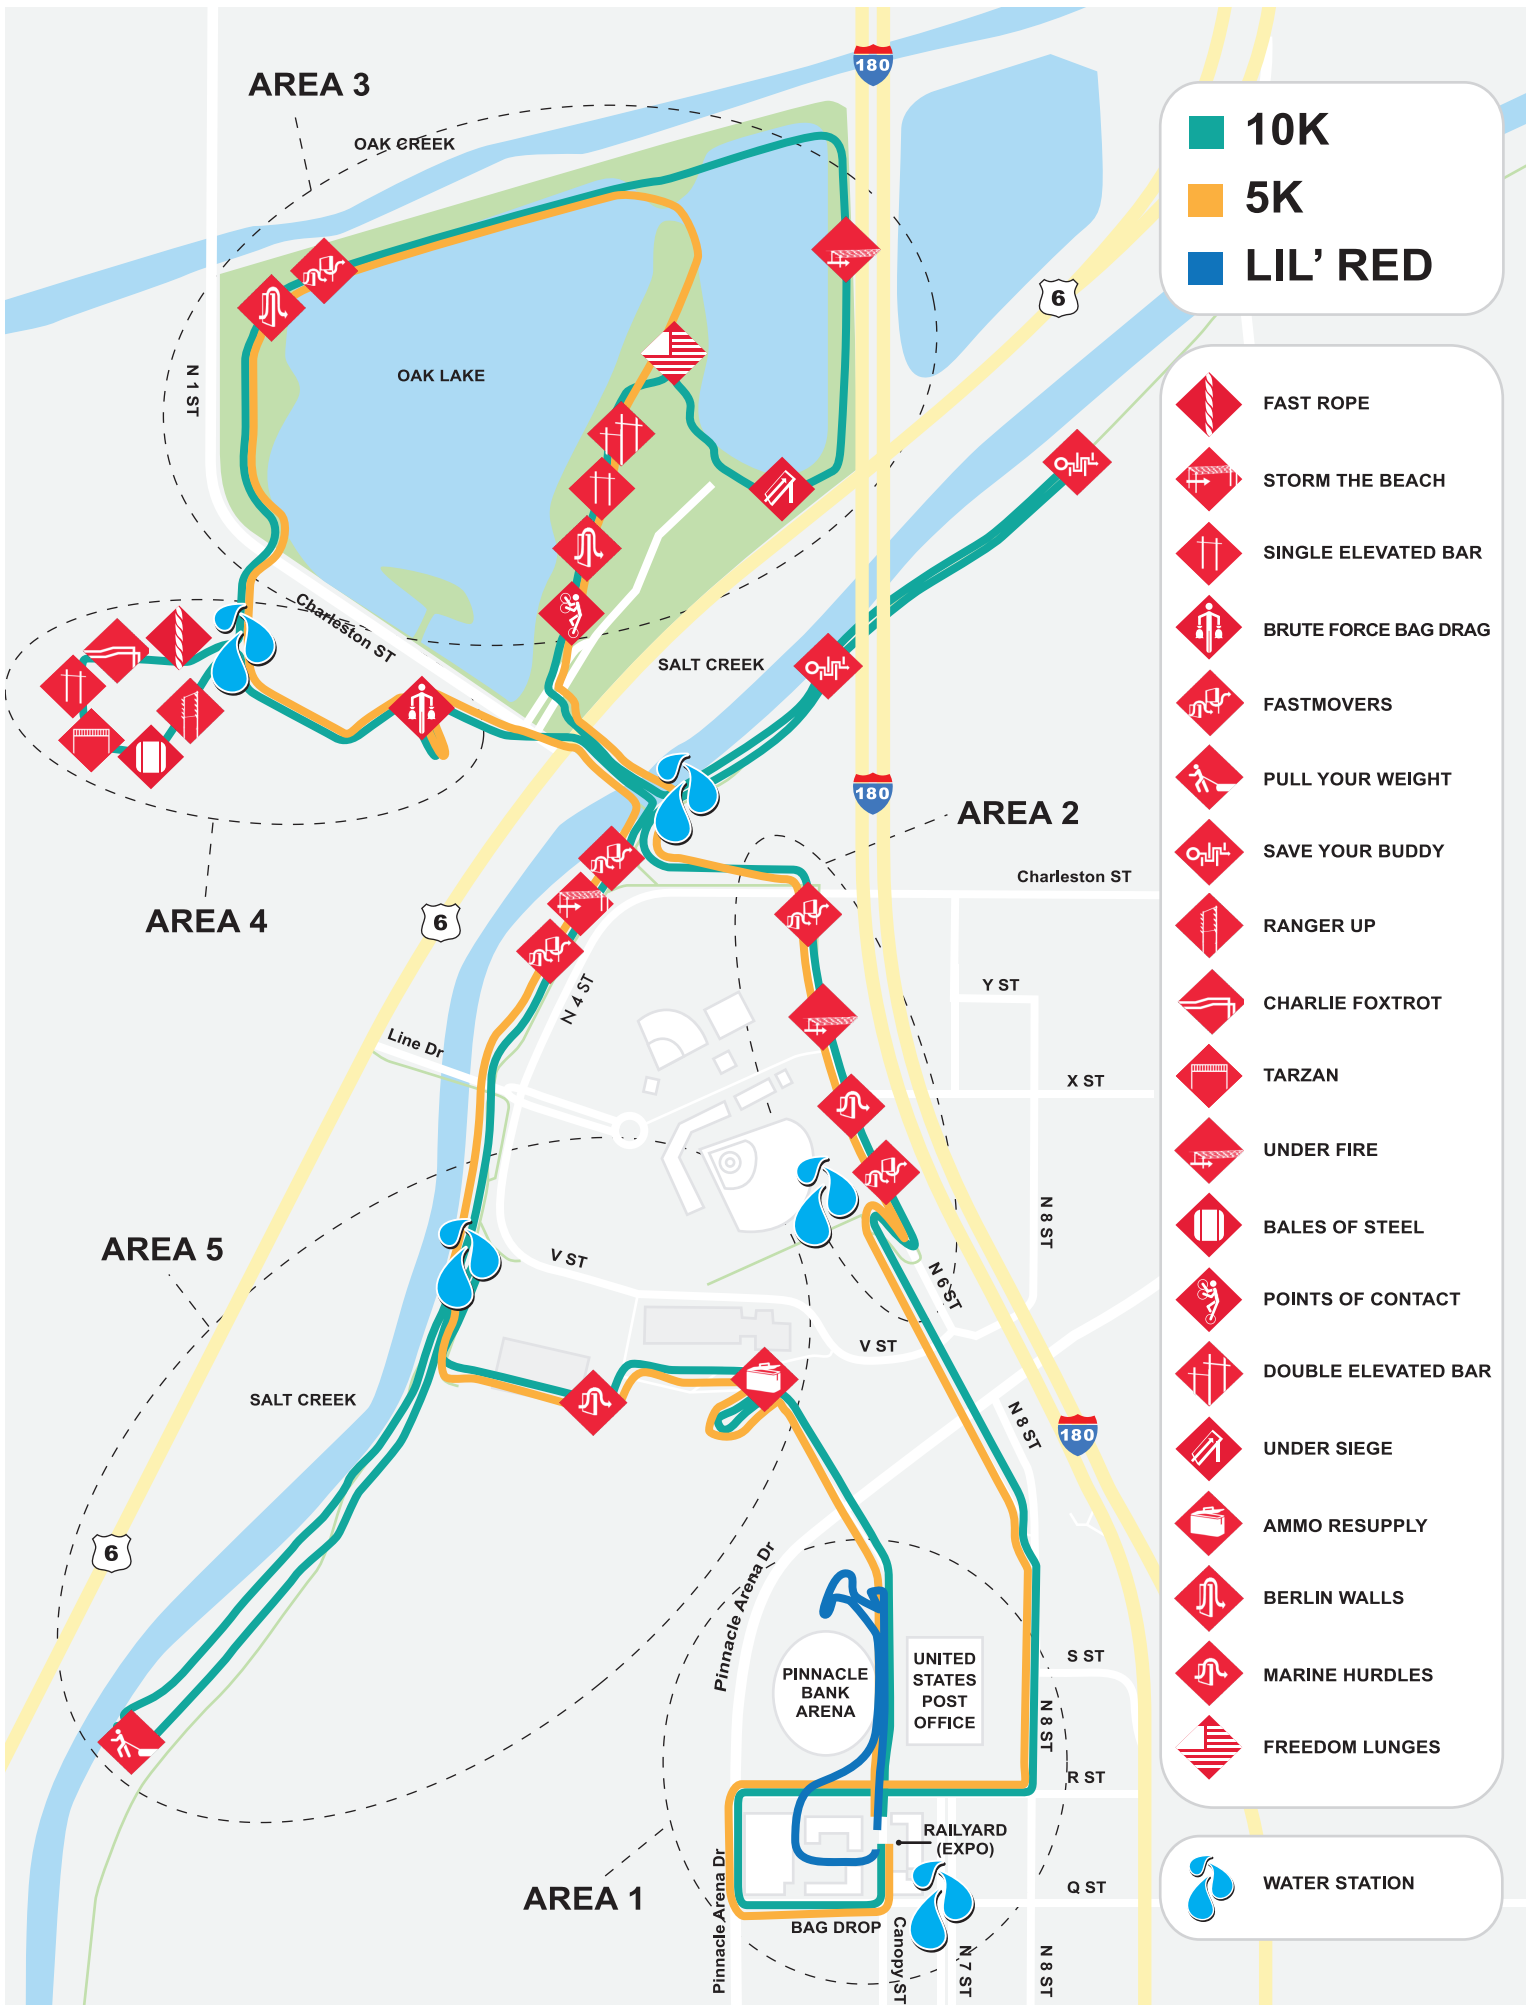 180
AREA 3
OAK CREEK
10K
5K
LIL' RED
6
N 1 ST
OAK LAKE
FAST ROPE
STORM THE BEACH
SINGLE ELEVATED BAR
BRUTE FORCE BAG DRAG
FASTMOVERS
PULL YOUR WEIGHT
SAVE YOUR BUDDY
RANGER UP
CHARLIE FOXTROT
TARZAN
UNDER FIRE
BALES OF STEEL
POINTS OF CONTACT
DOUBLE ELEVATED BAR
UNDER SIEGE
AMMO RESUPPLY
BERLIN WALLS
MARINE HURDLES
FREEDOM LUNGES
WATER STATION
Charleston ST
SALT CREEK
180
AREA 2
Charleston ST
AREA 4
6
Y ST
N 4 ST
Line Dr
X ST
N 8 ST
AREA 5
V ST
N 6 ST
V ST
SALT CREEK
N 8 ST
180
6
Pinnacle Arena Dr
PINNACLE
BANK
ARENA
UNITED
STATES
POST
OFFICE
S ST
N 8 ST
R ST
RAILYARD
(EXPO)
AREA 1
Pinnacle Arena Dr
Q ST
BAG DROP
Canopy ST
N 7 ST
N 8 ST